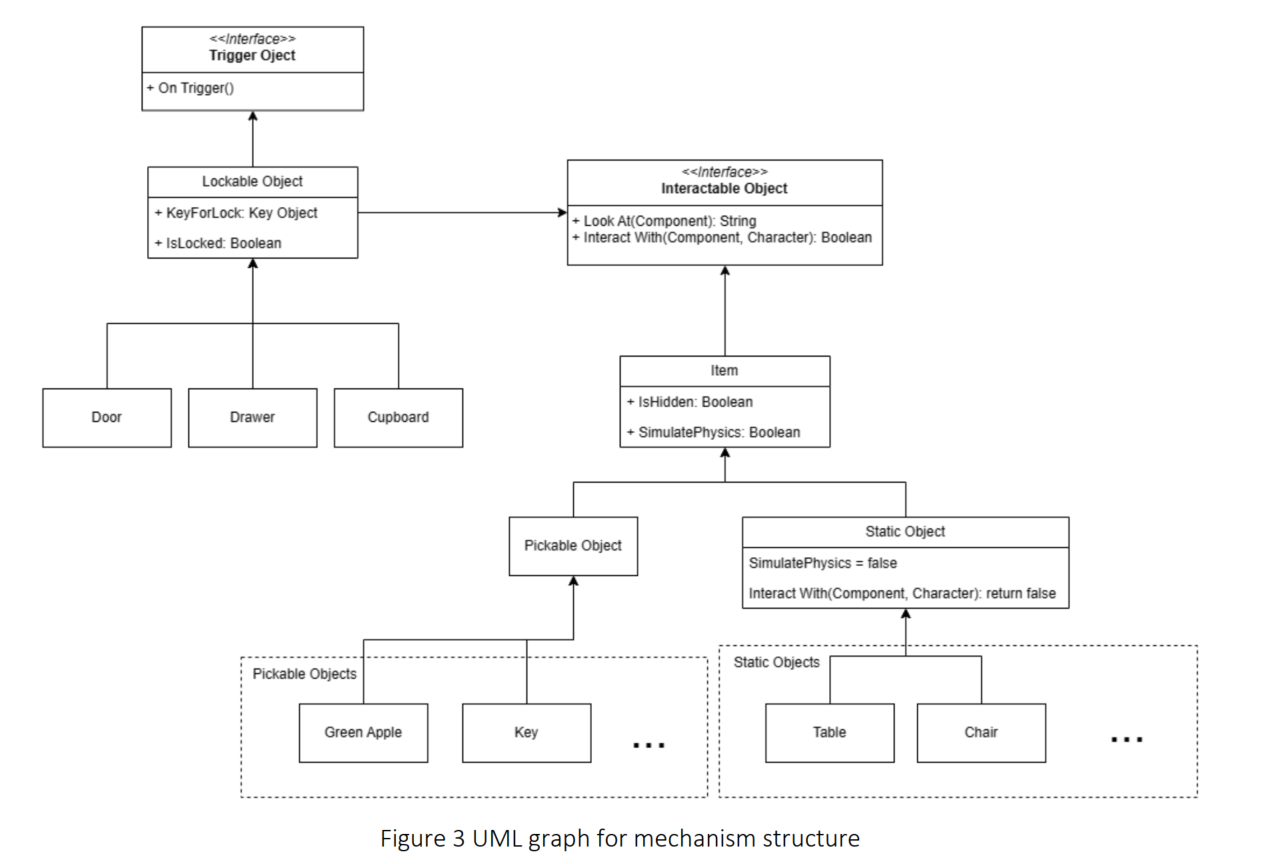 <<Interface>>
Trigger Oject
+ On Trigger()
Lockable Object
+ KeyForLock: Key Object
+ IsLocked: Boolean
<<Interface>>
Interactable Object
+ Look At(Component): String
+ Interact With(Component, Character): Boolean
Door
Drawer
Cupboard
Item
+ IsHidden: Boolean
+ SimulatePhysics: Boolean
Pickable Object
Static Object
SimulatePhysics = false
Interact With(Component, Character): return false
Pickable Objects
Green Apple
Key
...
Static Objects
Table
Chair
...
Figure 3 UML graph for mechanism structure